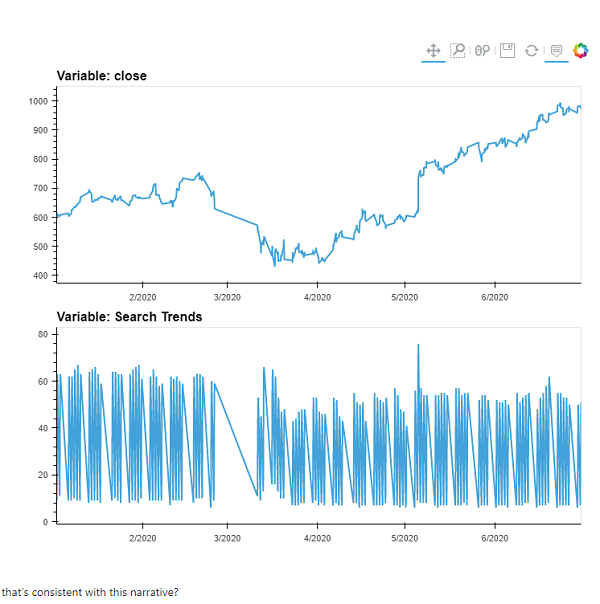 Variable: close
1000
900
800
700
600
500
400
2/2020 3/2020 4/2020 5/2020 6/2020
Variable: Search Trends
80
60
40
20
0
2/2020 3/2020 4/2020 5/2020 6/2020
that's consistent with this narrative?